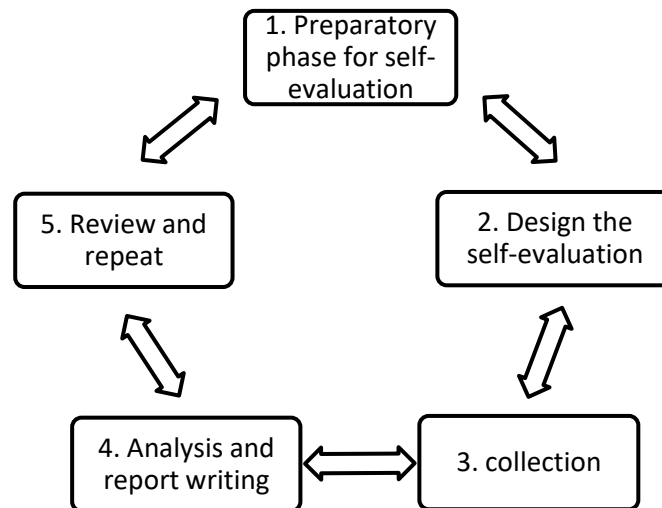 1. Preparatory
phase for self-
evaluation
2. Design the
self-evaluation
3. collection
4. Analysis and
report writing
5. Review and
repeat